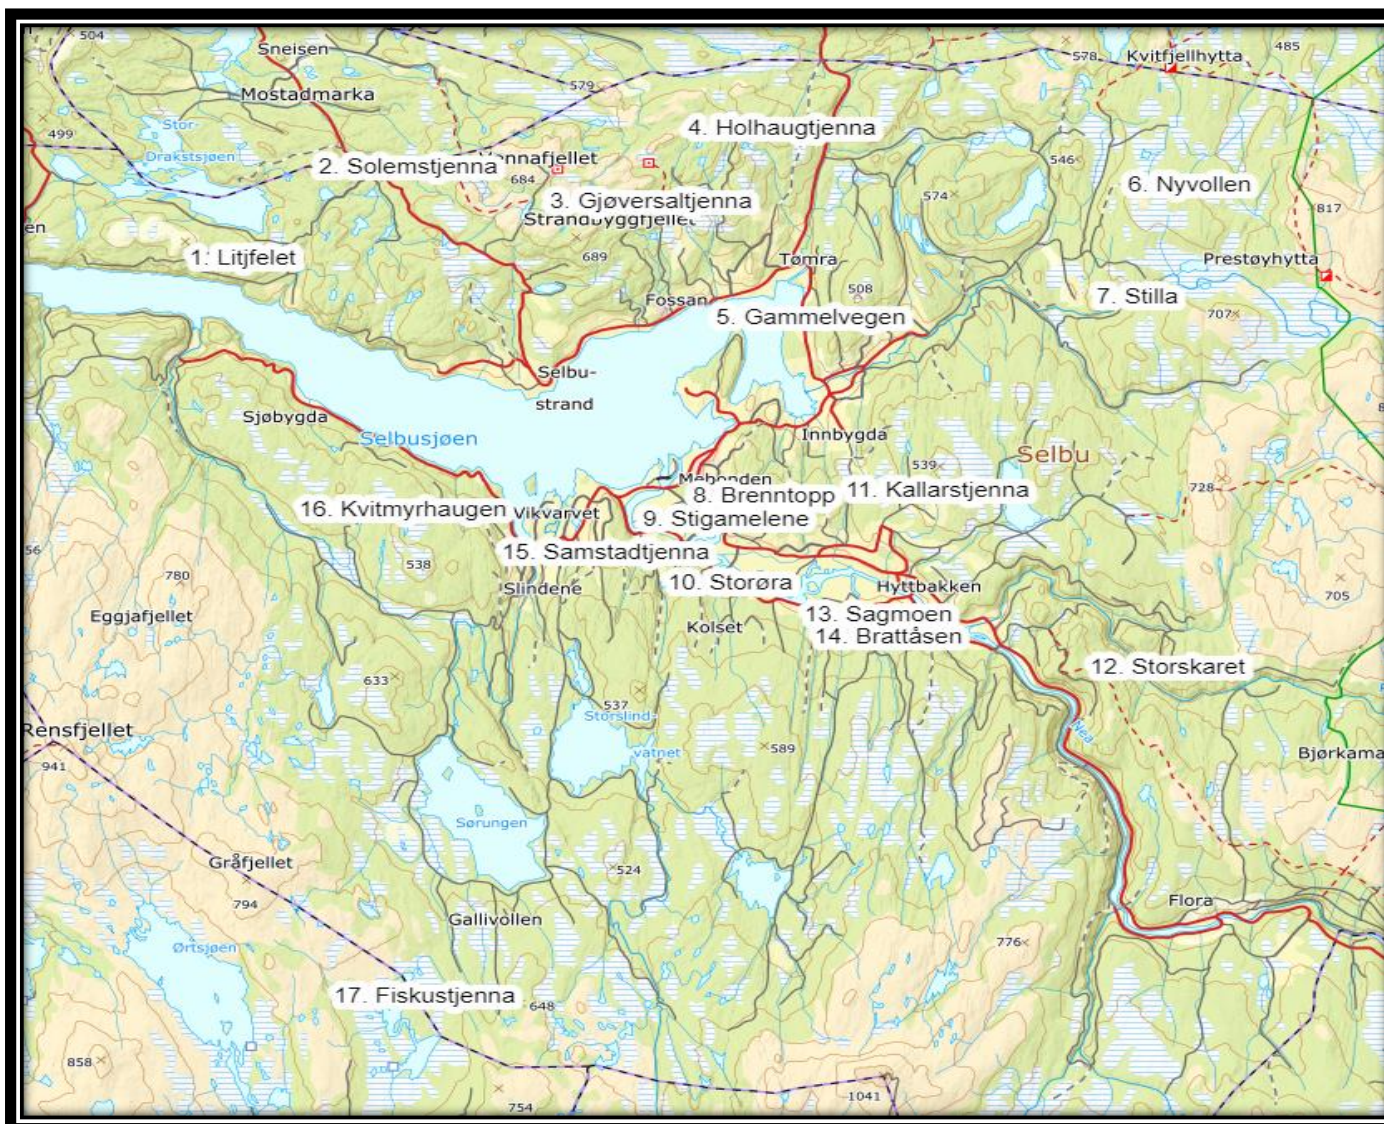 504
Sneisen
578
Kvitfjellhytta
485
579
Mostadmarka
499
Stor-
Drakstsjøen
4. Holhaugtjenna
2. Solemstjenna
684
546
6. Nyvollen
3. Gjøversaltjenna
574
817
en
1. Litjfelet
689
Tømra
Prestøyhytta
508
Fossan
7. Stilla
5. Gammelvegen
707
Selbu-
strand
Sjøbygda
Selbusjøen
Innbygda
Selbu
539
Mebonden
728
8. Brenntopp
11. Kallarstjenna
16. Kvitmyrhaugen
Vikvarvet
9. Stigamelene
15. Samstadtjenna
56
538
780
10. Storøra
Slindene
Hyttbakken
705
Eggjafjellet
Kolset
13. Sagmoen
14. Brattåsen
12. Storskaret
633
537
Storslind-
vatnet
Nea
Rensfjellet
589
941
Bjørkama
Sørungen
Gråfjellet
524
794
Flora
Gallivollen
Ørtsjøen
776
17. Fiskustjenna
648
858
754
1041